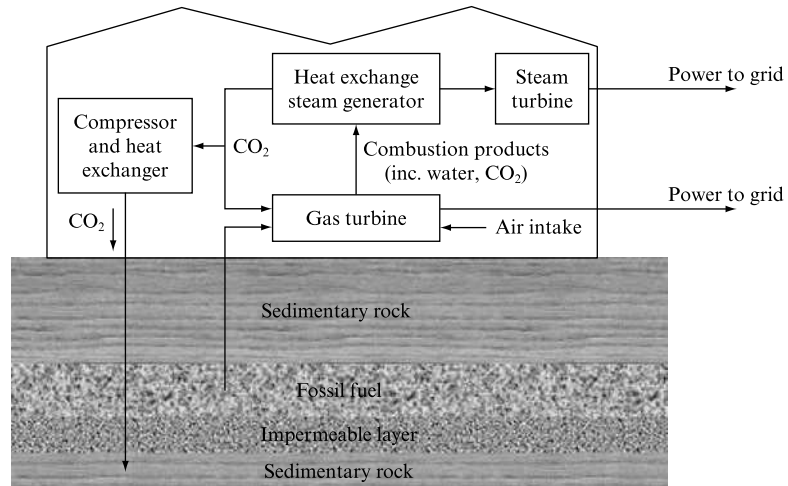 Heat exchange
steam generator
Steam
turbine
Power to grid
Compressor
and heat
exchanger
CO₂
Combustion products
(inc. water, CO₂)
Power to grid
CO₂
Gas turbine
Air intake
Sedimentary rock
Fossil fuel
Impermeable layer
Sedimentary rock